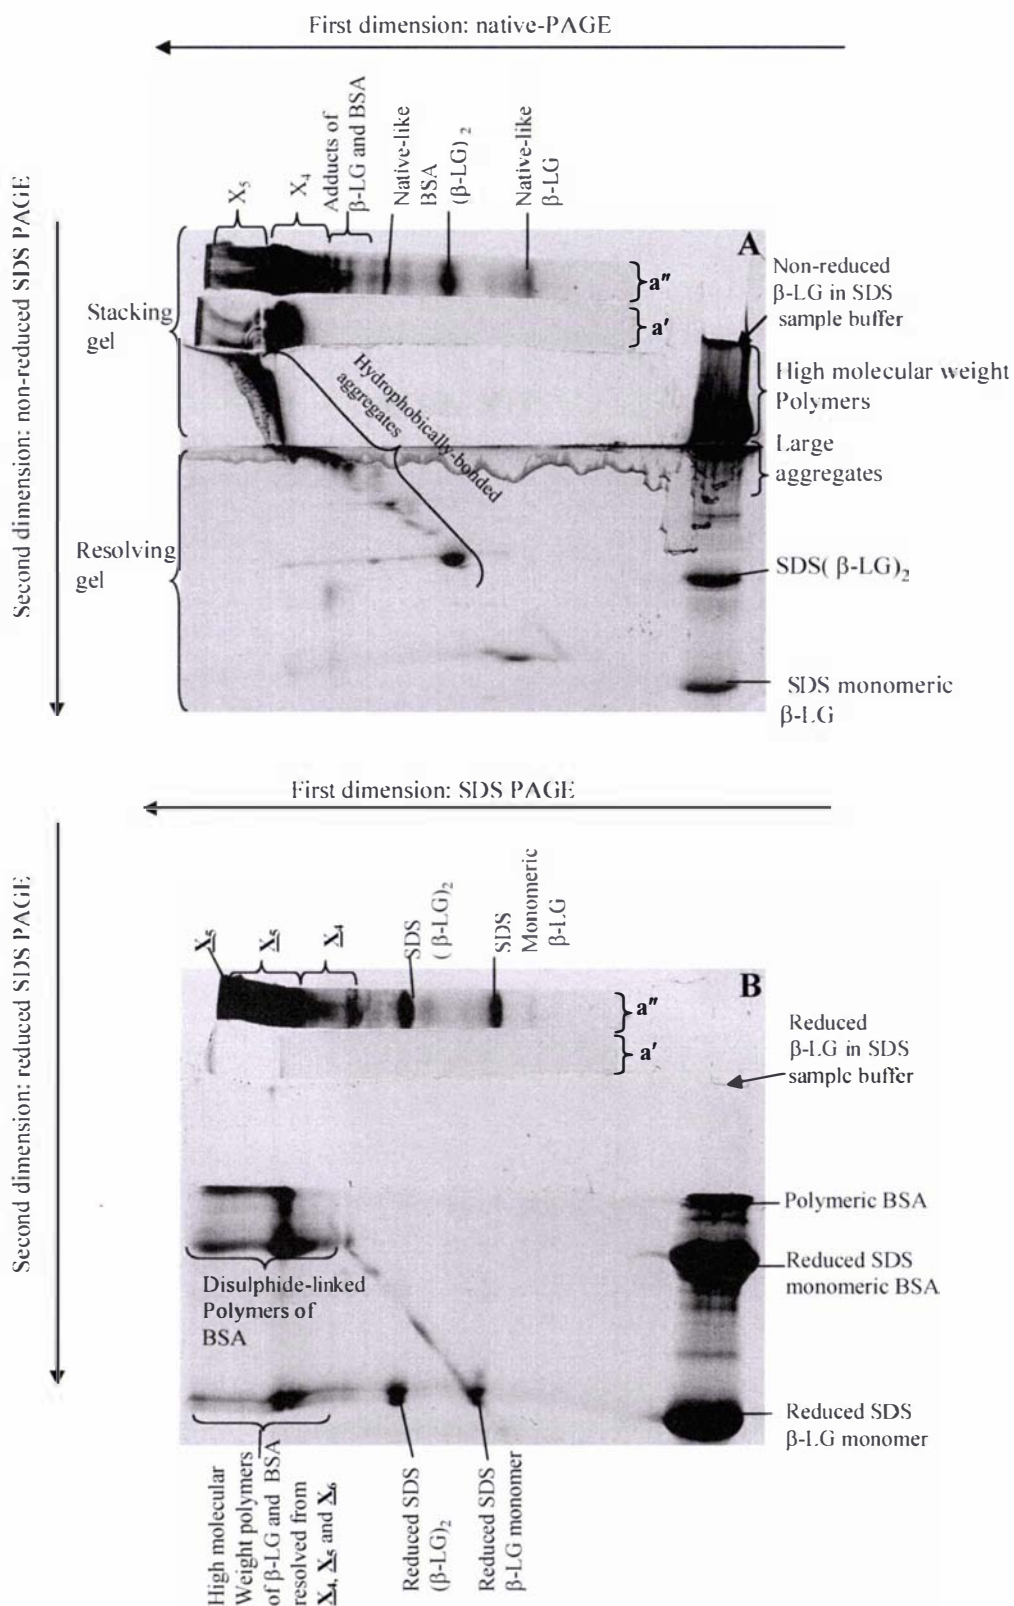 First dimension: native-PAGE
Second dimension: non-reduced SDS PAGE
X5
X4
Adducts of
β-LG and BSA
Native-like
BSA
(β-LG) 2
Native-like
β-LG
A
a″
a′
Stacking
gel
Hydrophobically-bonded
aggregates
Resolving
gel
Non-reduced
β-LG in SDS
sample buffer
High molecular weight
Polymers
Large
aggregates
SDS( β-LG)2
SDS monomeric
β-LG
First dimension: SDS PAGE
Second dimension: reduced SDS PAGE
X5
X5
X4
SDS
( β-LG)2
SDS
Monomeric
β-LG
B
a″
a′
Reduced
β-LG in SDS
sample buffer
Polymeric BSA
Reduced SDS
monomeric BSA
Disulphide-linked
Polymers of
BSA
Reduced SDS
β-LG monomer
High molecular
Weight polymers
of β-LG and BSA
resolved from
X4, X5 and X6
Reduced SDS
(β-LG)2
Reduced SDS
β-LG monomer